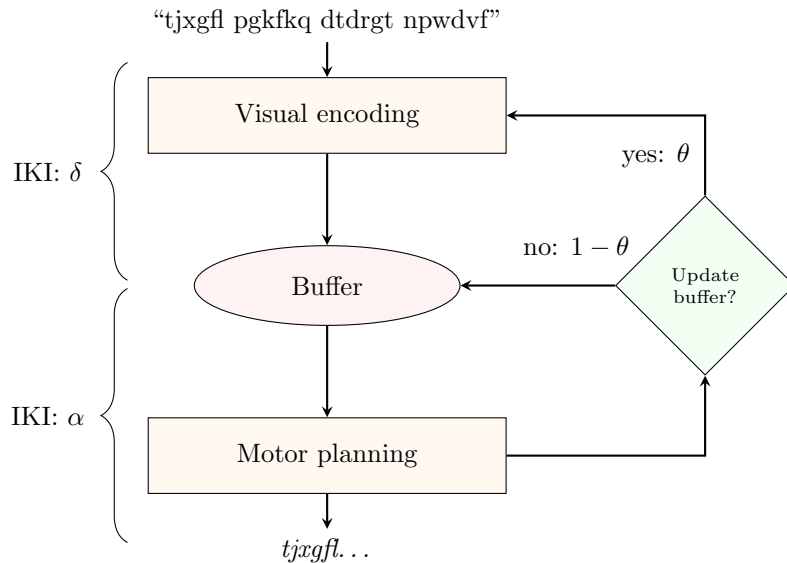 “tjxgfl pgkfkq dtdrgt npwdvf”
Visual encoding
IKI: δ
yes: θ
no: 1 − θ
Buffer
Update
buffer?
IKI: α
Motor planning
tjxgfl…